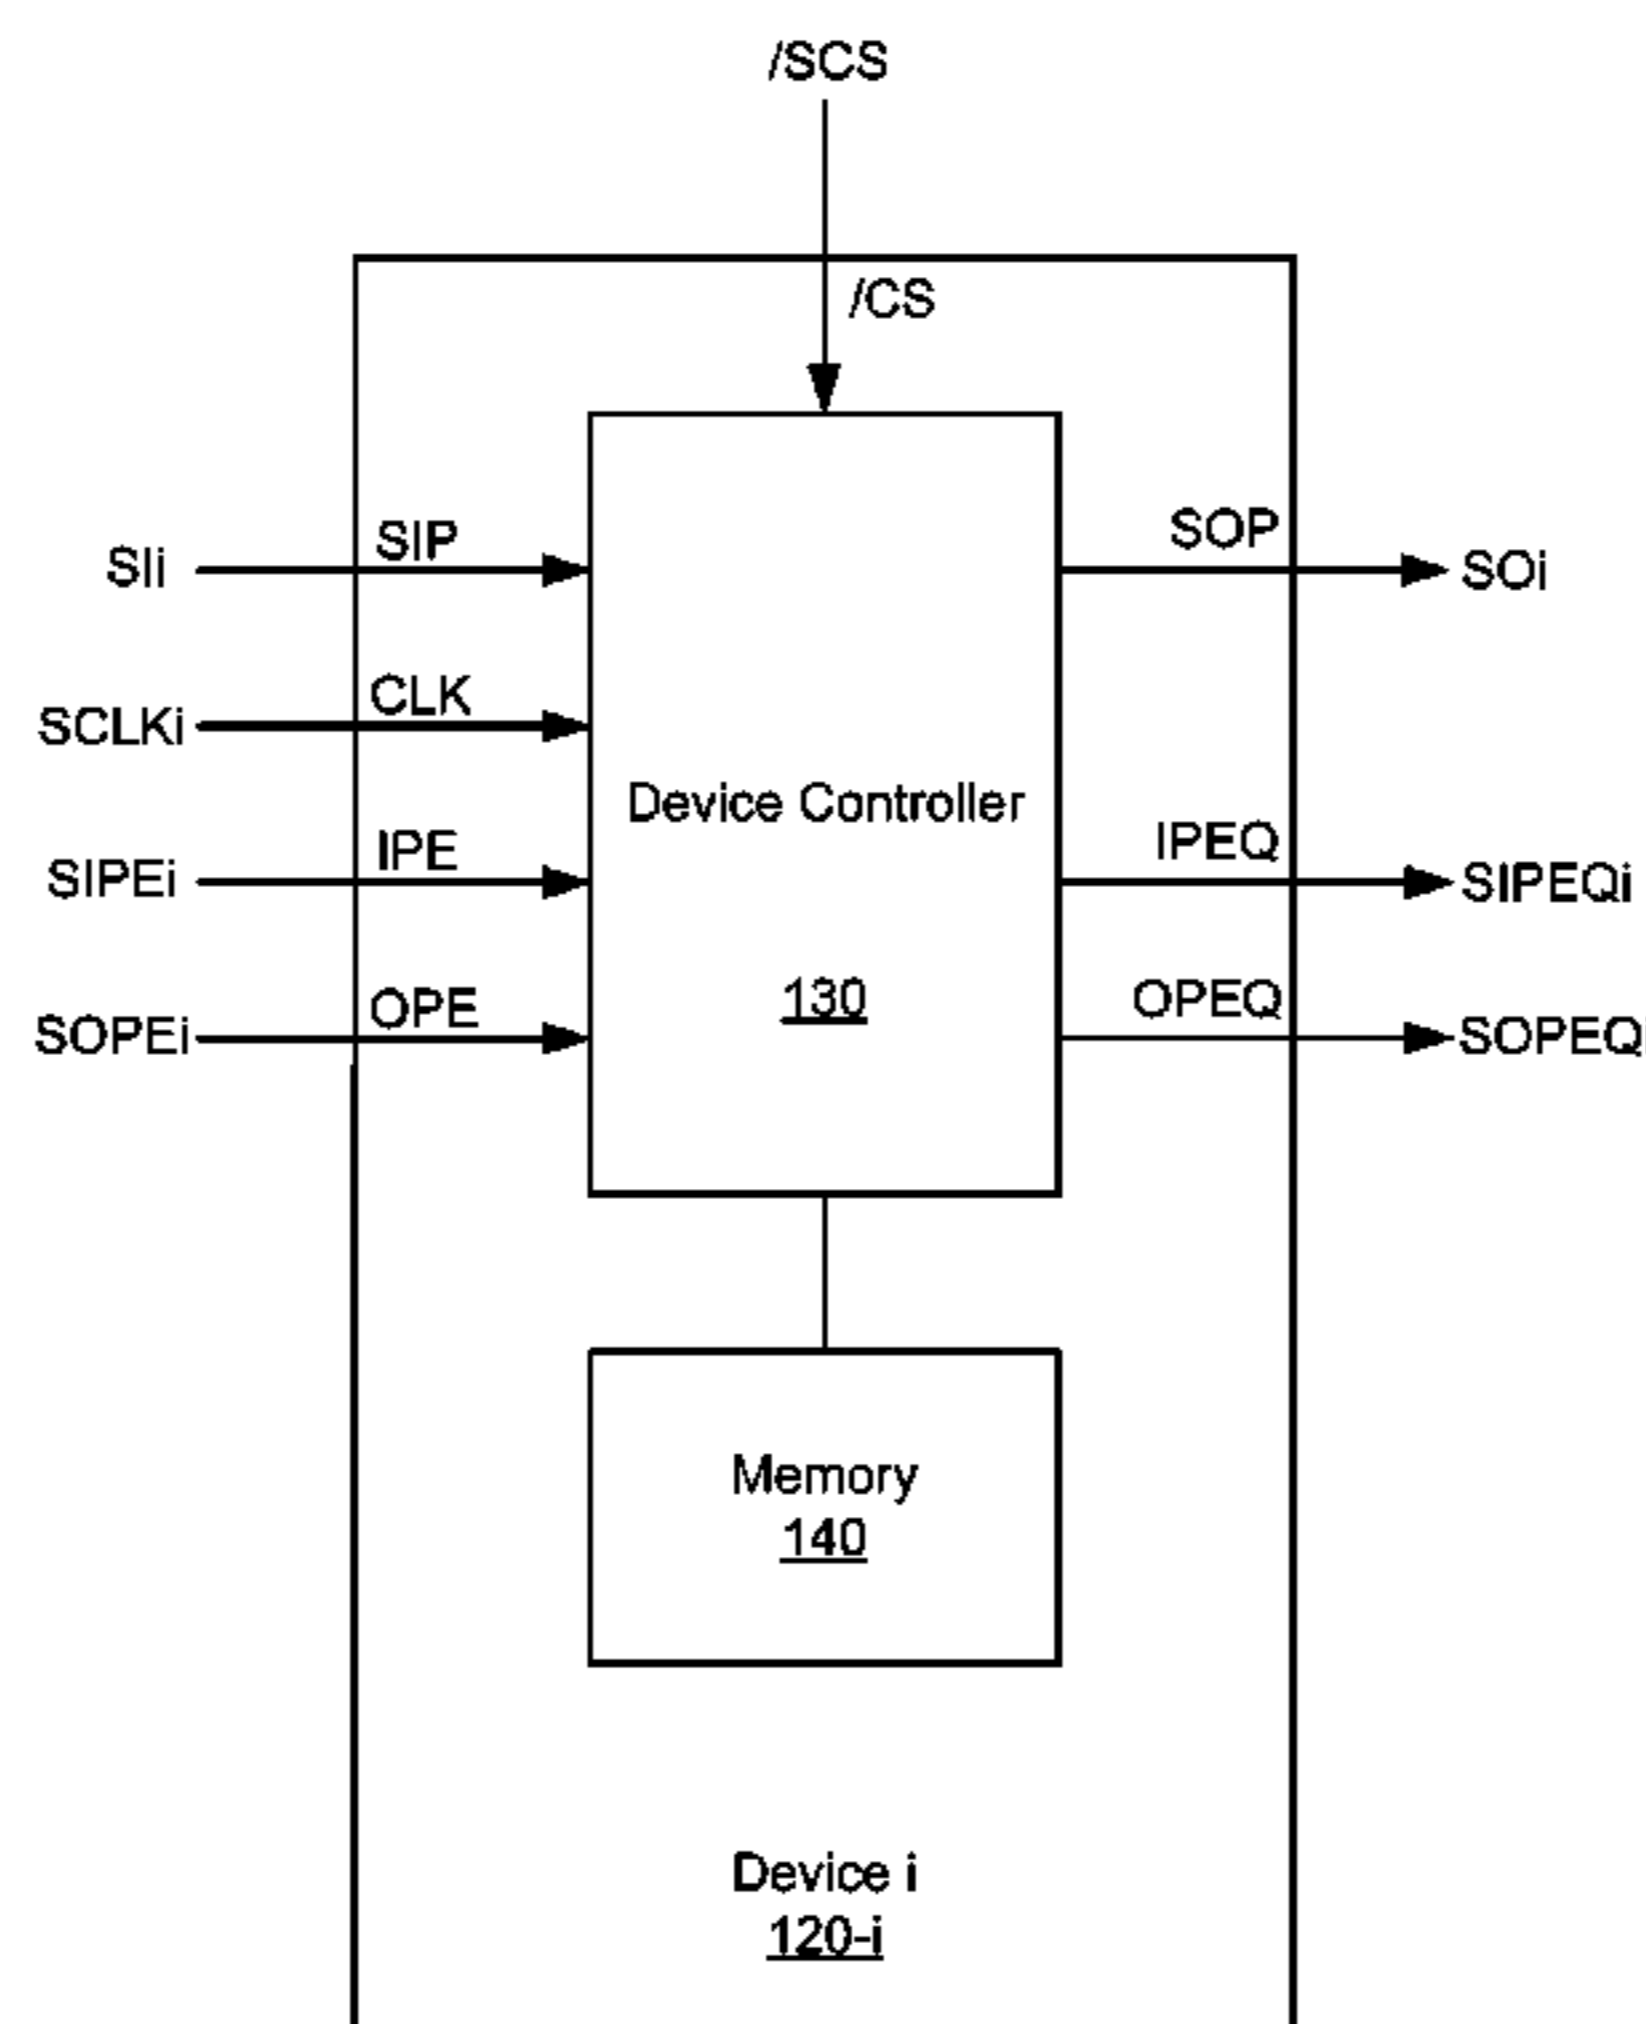 /SCS
/CS
SIP
SOP
SIi
SOi
CLK
SCLKi
Device Controller
IPE
IPEQ
SIPEi
SIPEQi
130
OPE
OPEQ
SOPEi
SOPEQi
Memory
140
Device i
120-i